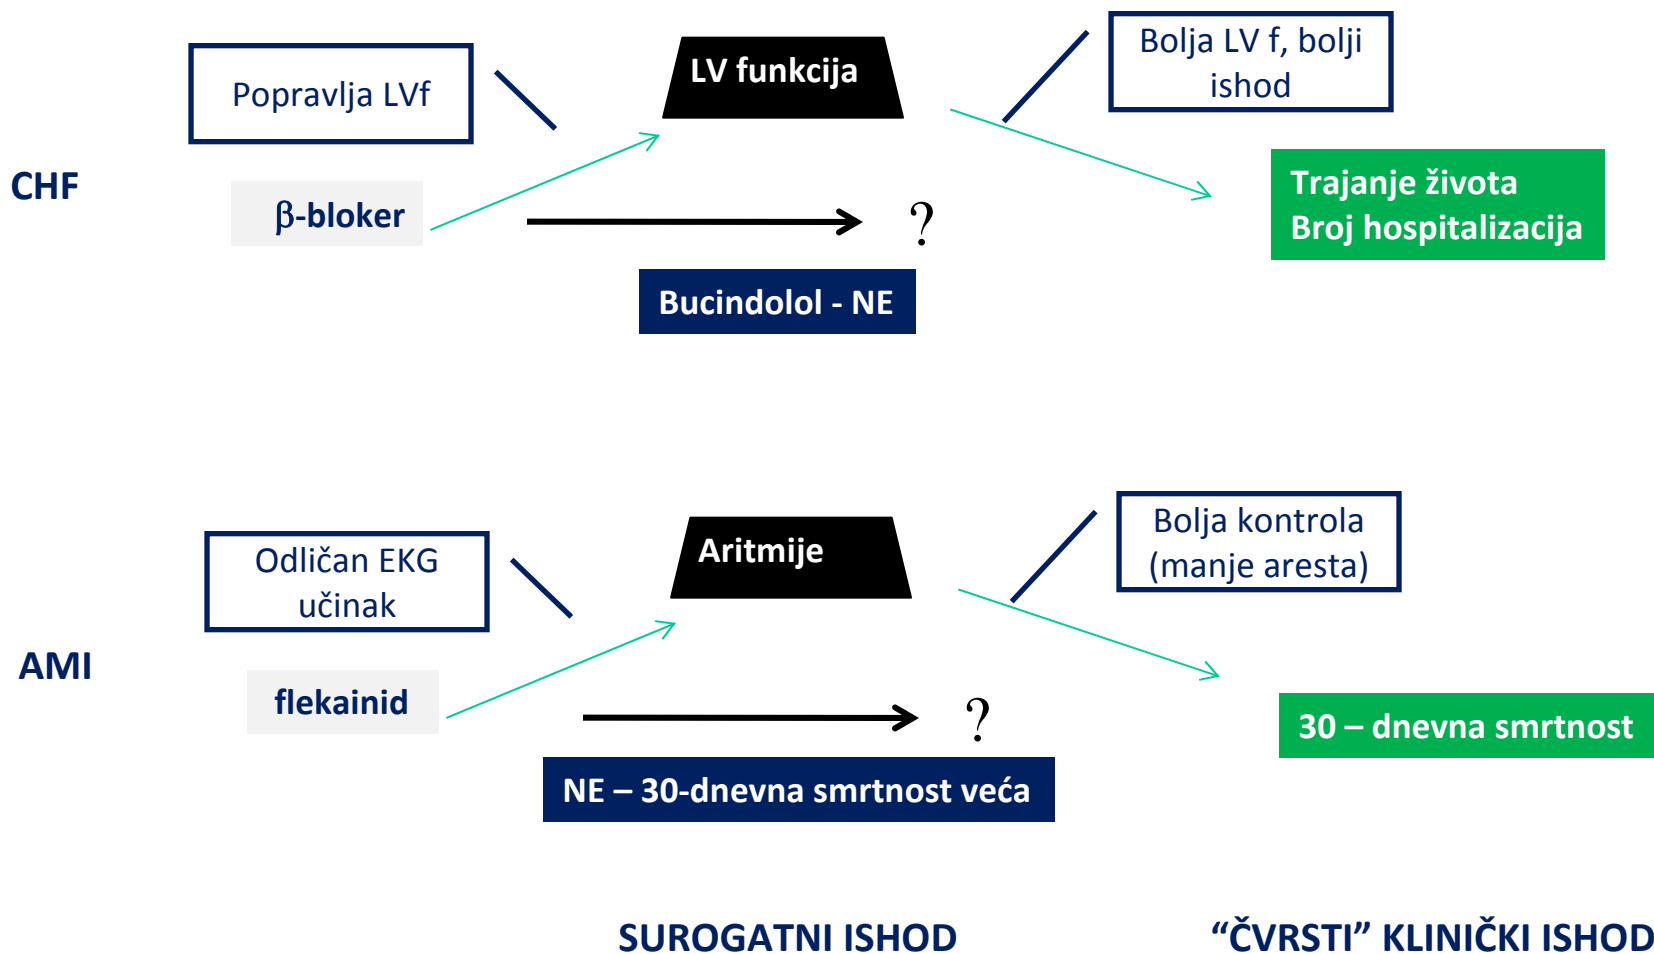 Popravlja LVf
LV funkcija
Bolja LV f, bolji
ishod
CHF
β-bloker
?
Trajanje života
Broj hospitalizacija
Bucindolol - NE
Odličan EKG
učinak
Aritmije
Bolja kontrola
(manje aresta)
AMI
flekainid
?
30 – dnevna smrtnost
NE – 30-dnevna smrtnost veća
SUROGATNI ISHOD
“ČVRSTI” KLINIČKI ISHOD